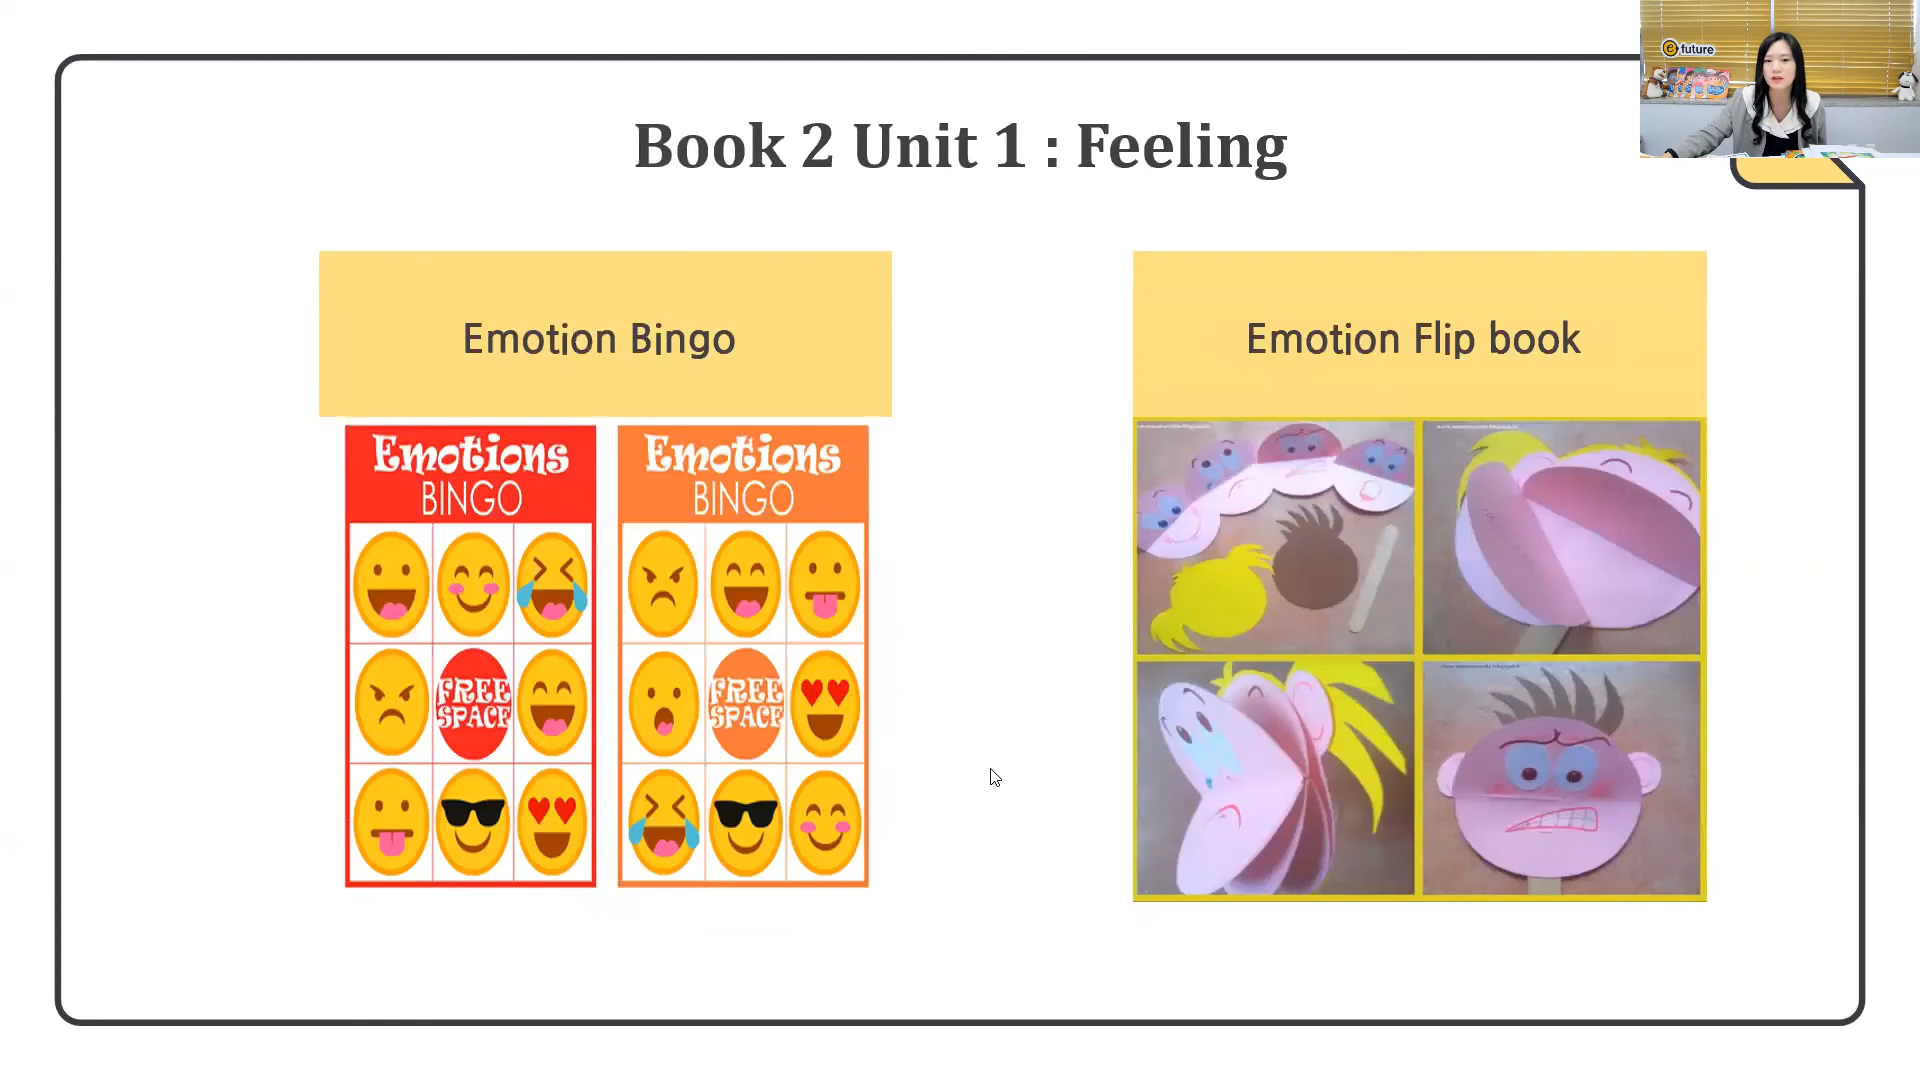 e future
Book 2 Unit 1 : Feeling
Emotion Bingo
Emotion Flip book
Emotions
BINGO
FREE
SPACE
Emotions
BINGO
FREE
SPACE